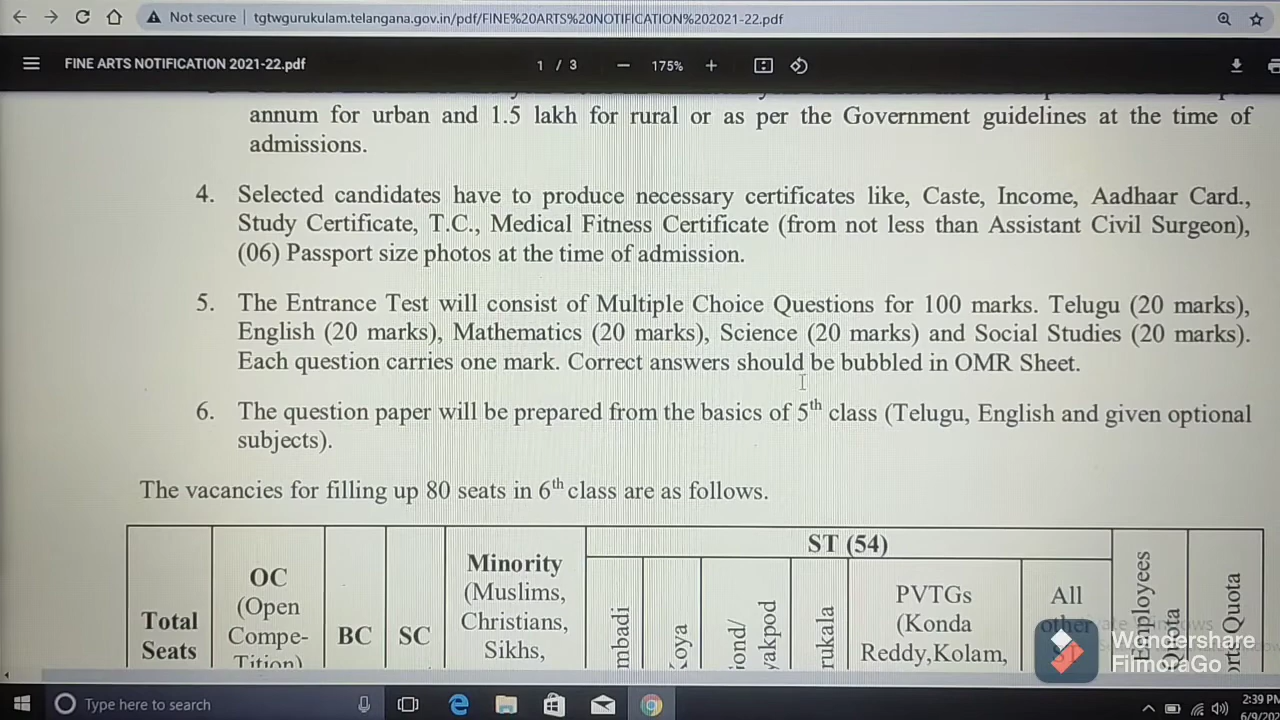 Not secure
tgtwgurukulam.telangana.gov.in/pdf/FINE%20ARTS%20NOTIFICATION%202021-22.pdf
FINE ARTS NOTIFICATION 2021-22.pdf
1 / 3
175%
annum for urban and 1.5 lakh for rural or as per the Government guidelines at the time of
admissions.
4. Selected candidates have to produce necessary certificates like, Caste, Income, Aadhaar Card.,
Study Certificate, T.C., Medical Fitness Certificate (from not less than Assistant Civil Surgeon),
(06) Passport size photos at the time of admission.
5. The Entrance Test will consist of Multiple Choice Questions for 100 marks. Telugu (20 marks),
English (20 marks), Mathematics (20 marks), Science (20 marks) and Social Studies (20 marks).
Each question carries one mark. Correct answers should be bubbled in OMR Sheet.
6. The question paper will be prepared from the basics of 5th class (Telugu, English and given optional
subjects).
The vacancies for filling up 80 seats in 6th class are as follows.
Total
Seats
OC
(Open
Compe-
Tition)
BC
SC
Minority
(Muslims,
Christians,
Sikhs,
ST (54)
mbadi
Koya
ond/
yakpod
rukala
PVTGs
(Konda
Reddy,Kolam,
All
other
ST
Employees
Quota
Quota
Wondershare
FilmoraGo
Type here to search
2:39 PM